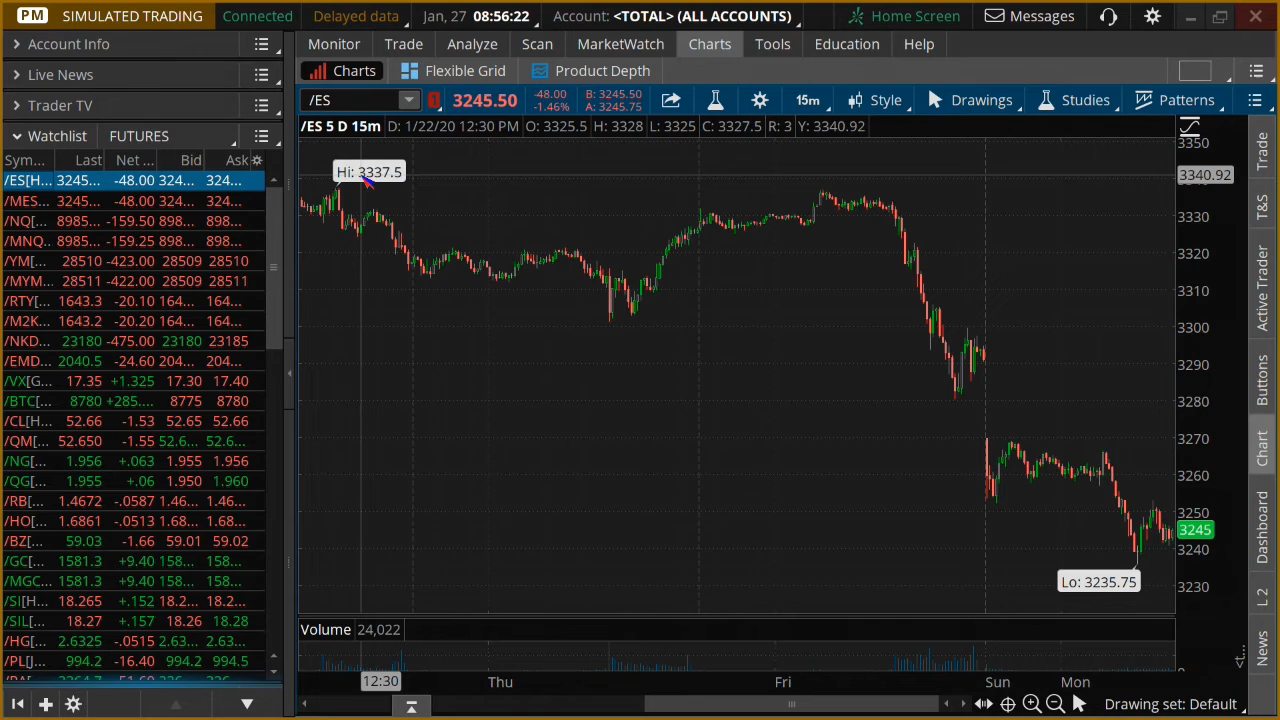 PM SIMULATED TRADING Connected Delayed data Jan, 27 08:56:22 Account: <TOTAL> (ALL ACCOUNTS) Home Screen Messages
Account Info
Live News
Trader TV
Watchlist FUTURES
Sym... Last Net ... Bid Ask
/ES[H... 3245... -48.00 324... 324...
/MES... 3245... -48.00 324... 324...
/NQ[... 8985... -159.50 897... 898...
/MNQ... 8985... -159.25 898... 898...
/YM[... 28510 -423.00 28509 28510
/MYM... 28511 -422.00 28509 28511
/RTY[... 1643.3 -20.10 164... 164...
/M2K... 1643.2 -20.20 164... 164...
/NKD... 23180 -475.00 23180 23185
/EMD... 2040.5 -24.60 204... 204...
/VX[G... 17.35 +1.325 17.30 17.40
/BTC[... 8780 +285.... 8775 8780
/CL[H... 52.66 -1.53 52.65 52.66
/QM[... 52.650 -1.55 52.6... 52.6...
/NG[... 1.956 +.063 1.955 1.956
/QG[... 1.955 +.06 1.950 1.960
/RB[... 1.4672 -.0587 1.46... 1.46...
/HO[... 1.6861 -.0513 1.68... 1.68...
/BZ[... 59.03 -1.66 59.01 59.02
/GC[... 1581.3 +9.40 158... 158...
/MGC... 1581.3 +9.40 158... 158...
/SI[H... 18.265 +.152 18.2... 18.2...
/SIL[... 18.27 +.157 18.26 18.28
/HG[... 2.6325 -.0515 2.63... 2.63...
/PL[J... 994.2 -16.40 994.2 994.5
Monitor Trade Analyze Scan MarketWatch Charts Tools Education Help
Charts Flexible Grid Product Depth
/ES 3245.50 -48.00 B: 3245.50 15m Style Drawings Studies Patterns
-1.46% A: 3245.75
/ES 5 D 15m D: 1/22/20 12:30 PM O: 3325.5 H: 3328 L: 3325 C: 3327.5 R: 3 Y: 3340.92
Hi: 3337.5
3350
3340.92
3330
3320
3310
3300
3290
3280
3270
3260
3250
3245
3240
3230
Lo: 3235.75
Volume 24,022
12:30 Thu Fri Sun Mon
Drawing set: Default
Trade
T&S
Active Trader
Buttons
Chart
Dashboard
L 2
News